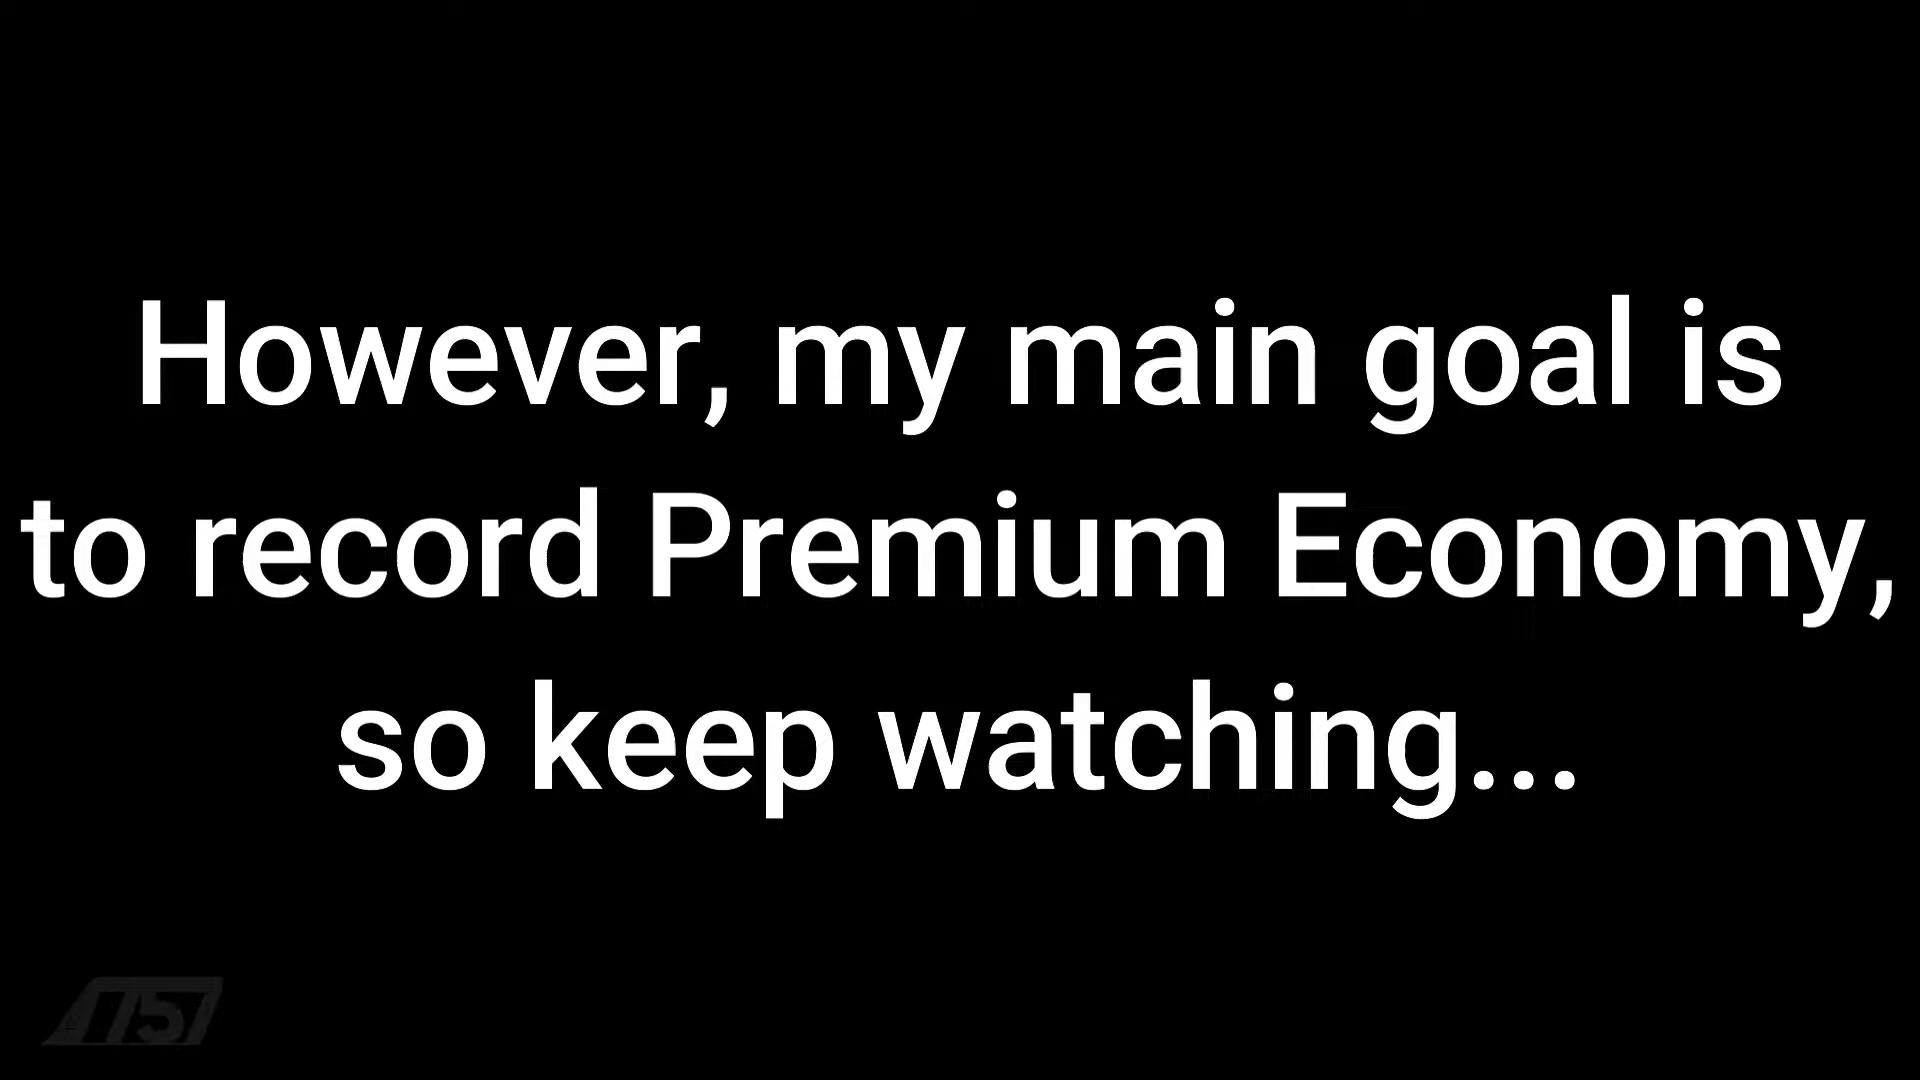 However, my main goal is
to record Premium Economy,
so keep watching...